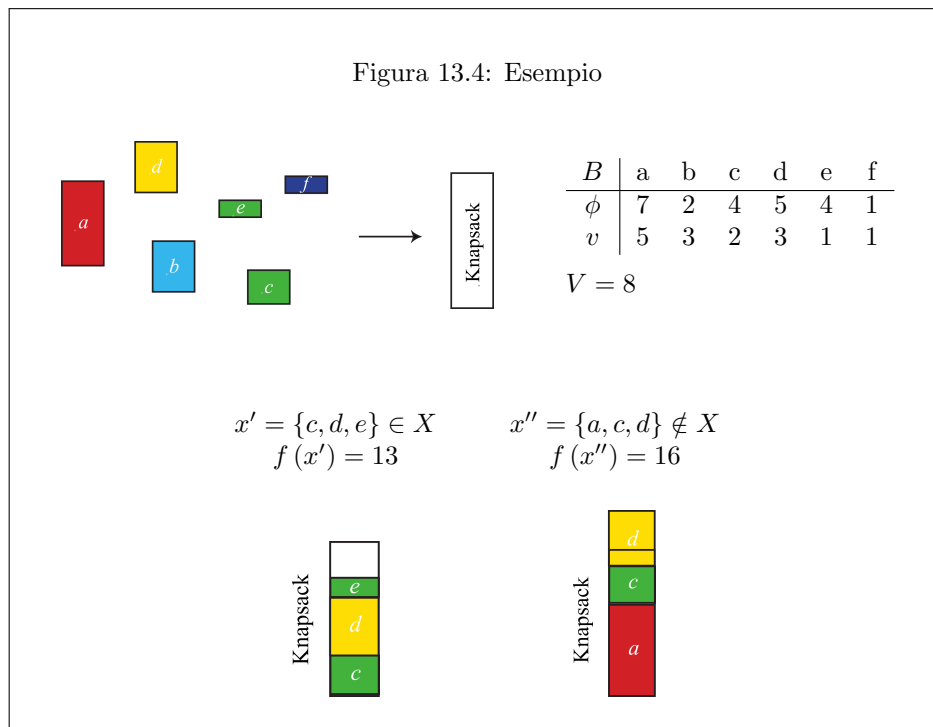 Figura 13.4: Esempio
d
f
e
a
b
c
Knapsack
B a b c d e f
ϕ 7 2 4 5 4 1
v 5 3 2 3 1 1
V = 8
x′ = {c, d, e} ∈ X
f (x′) = 13
x′′ = {a, c, d} ∉ X
f (x′′) = 16
Knapsack
e
d
c
Knapsack
d
c
a